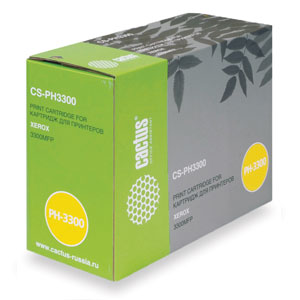 CS-PH3300
PRINT CARTRIDGE FOR
КАРТРИДЖ ДЛЯ ПРИНТЕРОВ
XEROX
3300MFP
PH-3300
www.cactus-russia.ru
cactus
CS-PH3300
PRINT CARTRIDGE FOR
КАРТРИДЖ ДЛЯ ПРИНТЕРОВ
XEROX
3300MFP
PH-3300